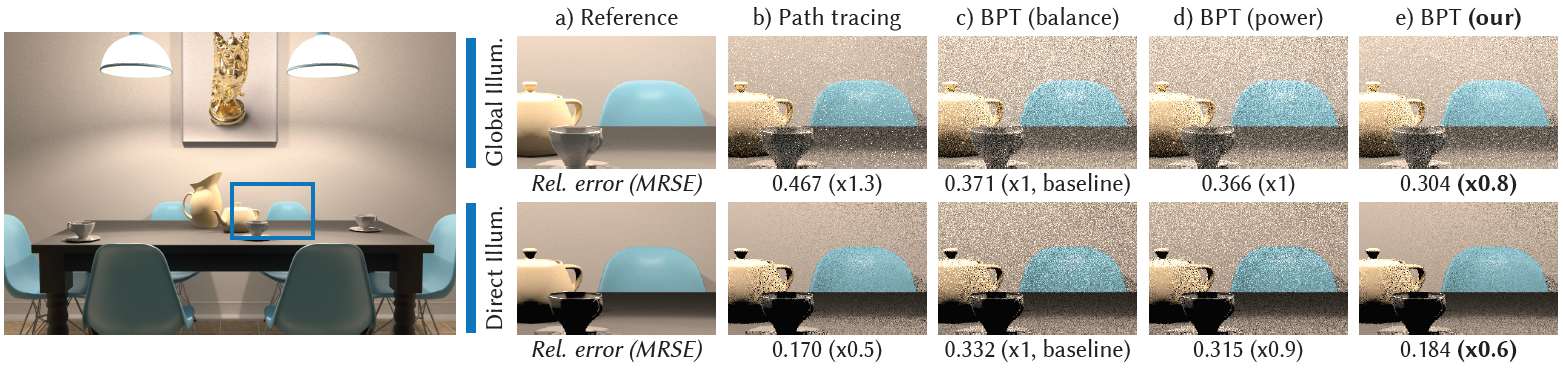 a) Reference b) Path tracing c) BPT (balance) d) BPT (power) e) BPT (our)
Global Illum.
Rel. error (MRSE) 0.467 (x1.3) 0.371 (x1, baseline) 0.366 (x1) 0.304 (x0.8)
Direct Illum.
Rel. error (MRSE) 0.170 (x0.5) 0.332 (x1, baseline) 0.315 (x0.9) 0.184 (x0.6)